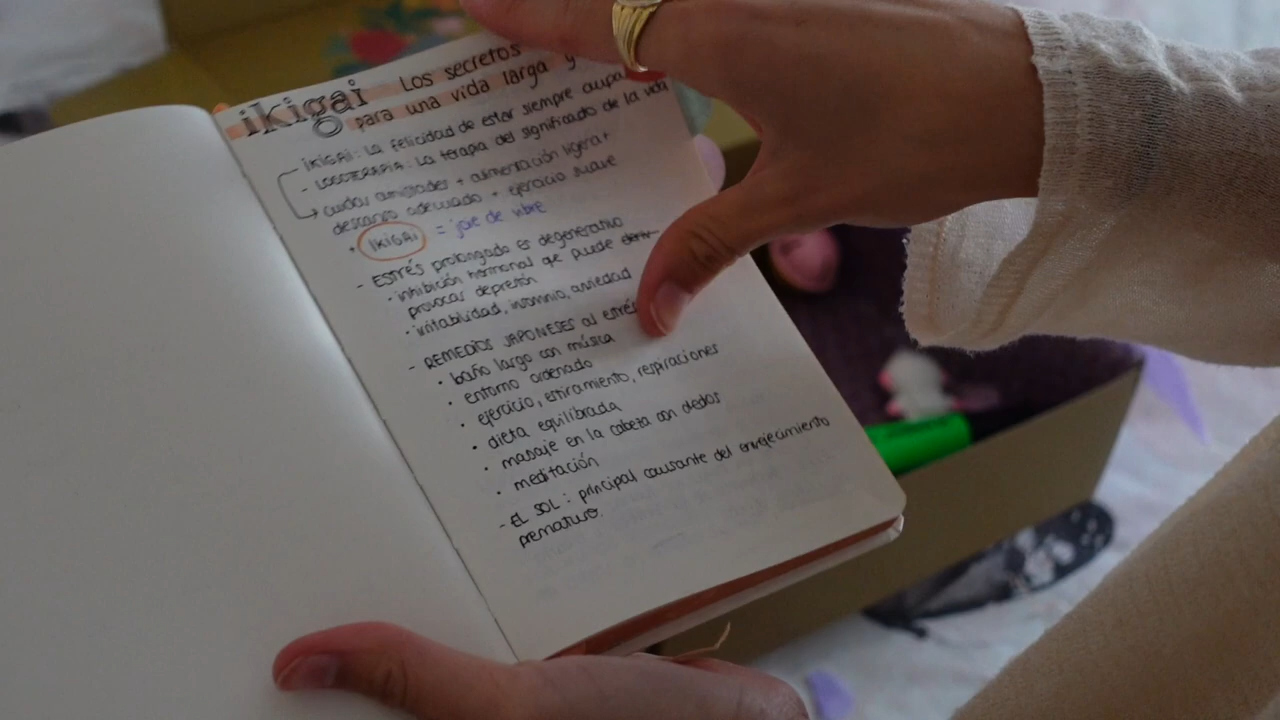 ikigai Los secretos
para una vida larga y
IKIGAI: La felicidad de estar siempre ocupa
- LOGOTERAPIA: La terapia del significado de la vida
cuidar amistades + alimentación ligera +
descanso adecuado + ejercicio suave
+ IKIGAI = joie de vibre
- ESTRÉS prolongado es degenerativo
· inhibición hormonal que puede
provocar depresión
· irritabilidad, insomnio, ansiedad
- REMEDIOS JAPONESES al estrés
· baño largo con música
· entorno ordenado
· ejercicio, estiramiento, respiraciones
· dieta equilibrada
· masaje en la cabeza con dedos
· meditación
- EL SOL: principal causante del envejecimiento
prematuro.